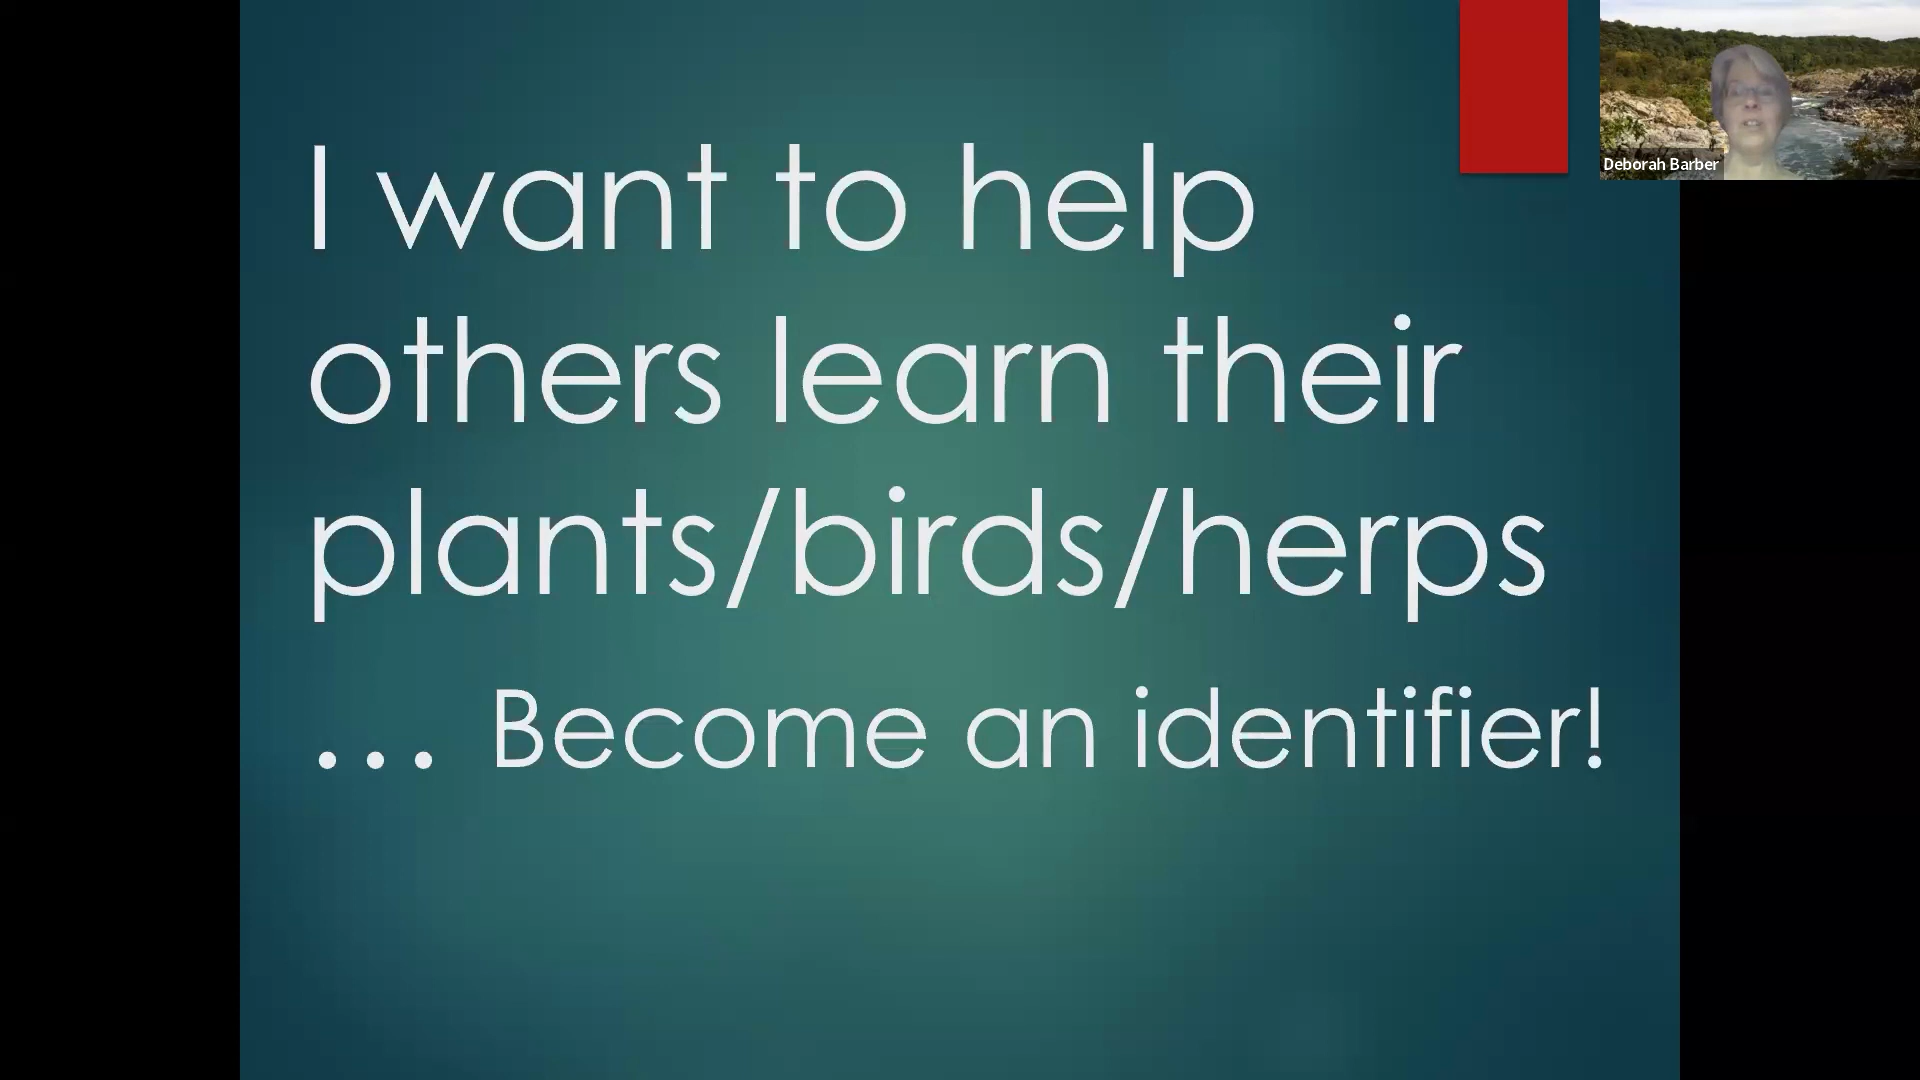 I want to help
others learn their
plants/birds/herps
... Become an identifier!
Deborah Barber